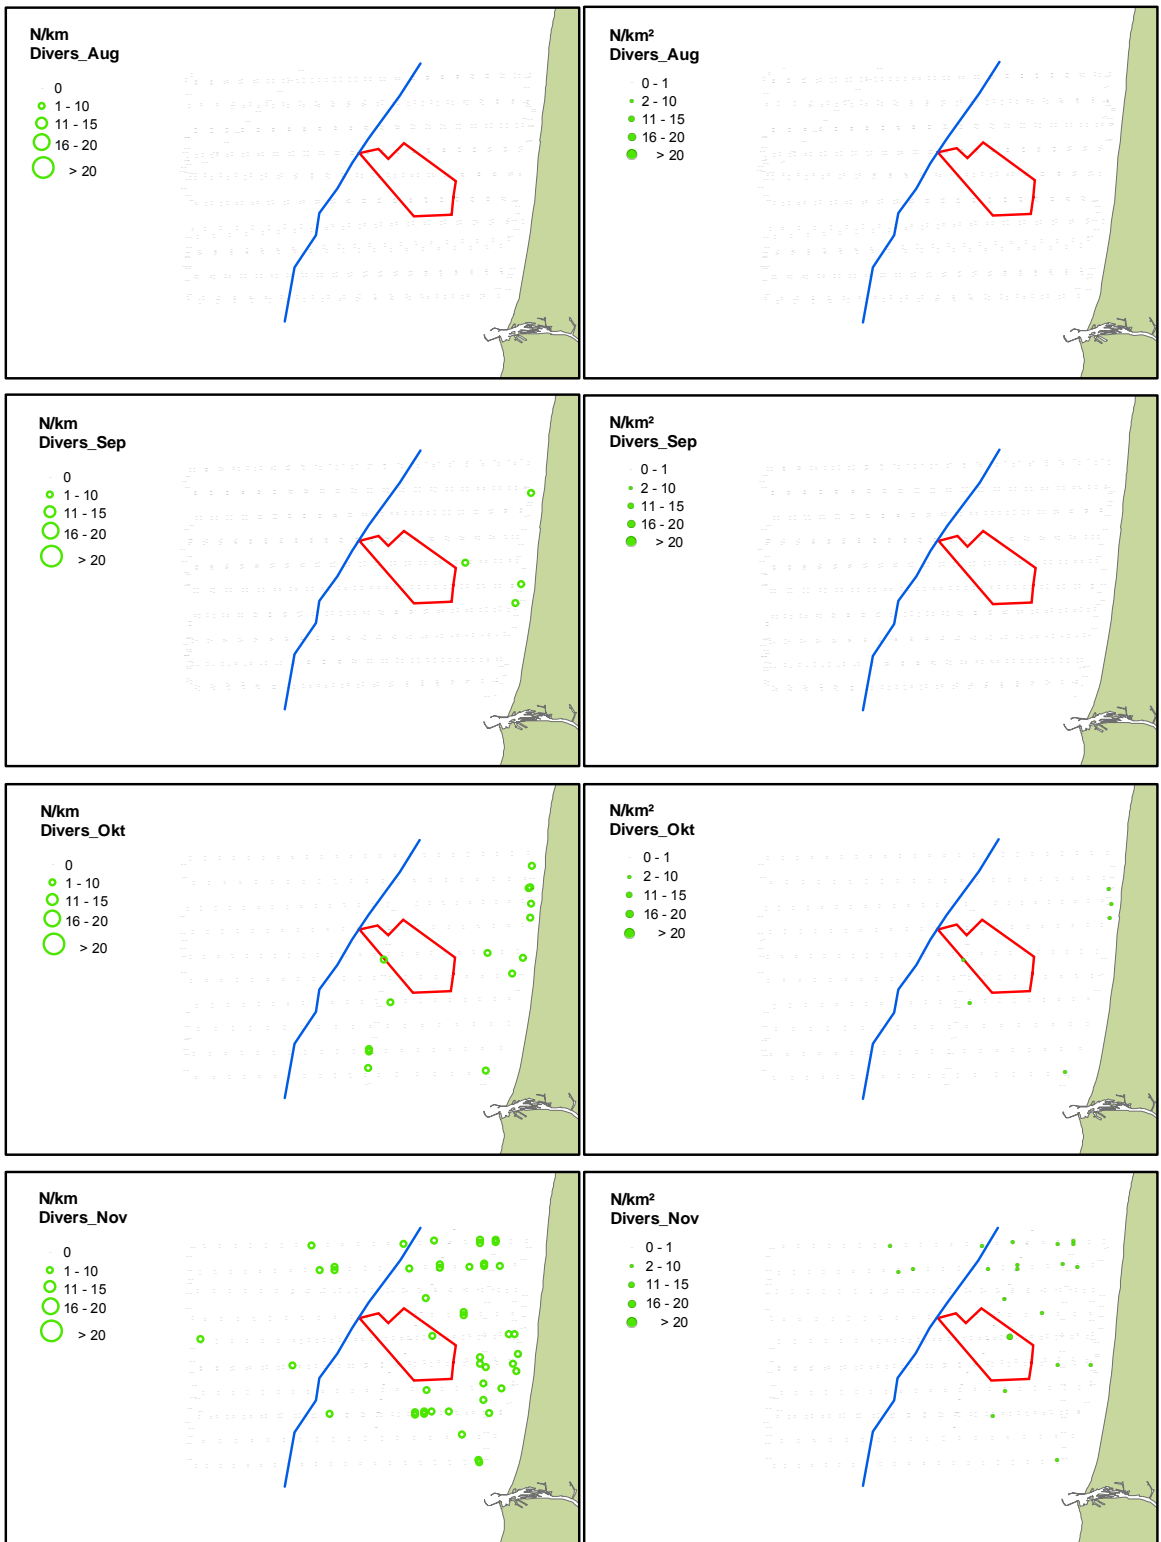 N/km
Divers_Aug
0
1 - 10
11 - 15
16 - 20
> 20
N/km²
Divers_Aug
0 - 1
2 - 10
11 - 15
16 - 20
> 20
N/km
Divers_Sep
0
1 - 10
11 - 15
16 - 20
> 20
N/km²
Divers_Sep
0 - 1
2 - 10
11 - 15
16 - 20
> 20
N/km
Divers_Okt
0
1 - 10
11 - 15
16 - 20
> 20
N/km²
Divers_Okt
0 - 1
2 - 10
11 - 15
16 - 20
> 20
N/km
Divers_Nov
0
1 - 10
11 - 15
16 - 20
> 20
N/km²
Divers_Nov
0 - 1
2 - 10
11 - 15
16 - 20
> 20